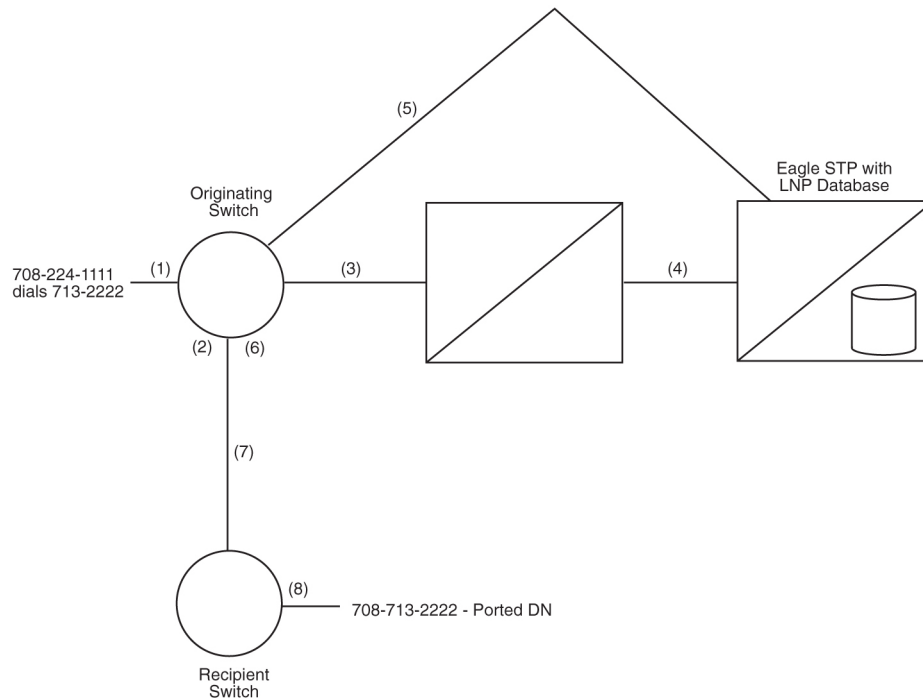 (5)
Eagle STP with
LNP Database
Originating
Switch
708-224-1111
dials 713-2222
(1)
(3)
(4)
(2)
(6)
(7)
(8)
708-713-2222 - Ported DN
Recipient
Switch